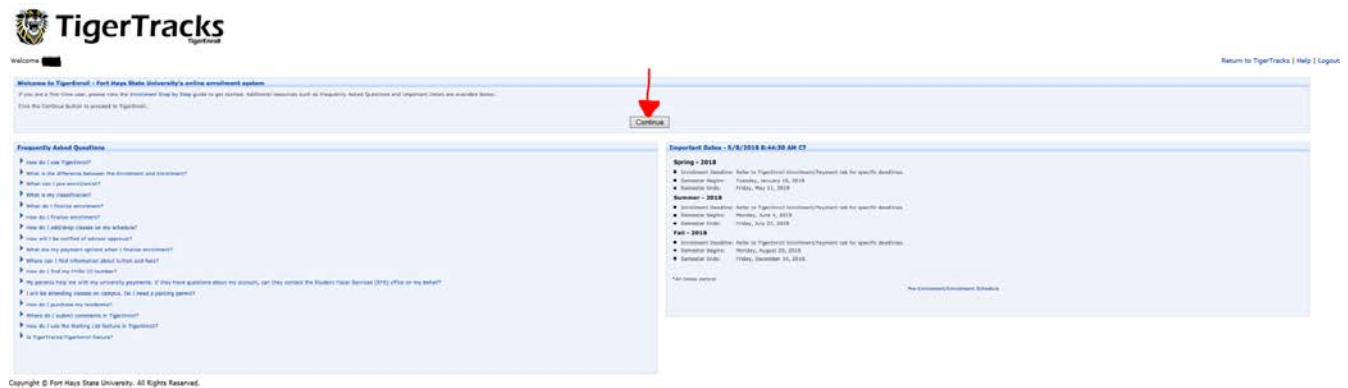 TigerTracks
TigerEnroll
Welcome
Return to TigerTracks | Help | Logout
Welcome to TigerEnroll - Fort Hays State University's online enrollment system
If you are a first time user, please view the Enrollment Step by Step guide to get started. Additional resources such as Frequently Asked Questions and Important Dates are available below.
Click the Continue button to proceed to TigerEnroll.
Continue
Frequently Asked Questions
How do I use TigerEnroll?
What is the difference between Pre-Enrollment and Enrollment?
When can I pre-enroll/enroll?
What is my classification?
When do I finalize enrollment?
How do I finalize enrollment?
How do I add/drop classes on my schedule?
How will I be notified of advisor approval?
What are my payment options when I finalize enrollment?
Where can I find information about tuition and fees?
How do I find my FHSU ID number?
My parents help me with my university payments. If they have questions about my account, can they contact the Student Fiscal Services (SFS) office on my behalf?
I will be attending classes on campus. Do I need a parking permit?
How do I purchase my textbooks?
Where do I submit comments in TigerEnroll?
How do I use the Waiting List feature in TigerEnroll?
Is TigerTracks/TigerEnroll Secure?
Important Dates - 5/8/2018 8:44:30 AM CT
Spring - 2018
Enrollment Deadline: Refer to TigerEnroll Enrollment/Payment tab for specific deadlines.
Semester Begins: Tuesday, January 16, 2018
Semester Ends: Friday, May 11, 2018
Summer - 2018
Enrollment Deadline: Refer to TigerEnroll Enrollment/Payment tab for specific deadlines.
Semester Begins: Monday, June 4, 2018
Semester Ends: Friday, July 27, 2018
Fall - 2018
Enrollment Deadline: Refer to TigerEnroll Enrollment/Payment tab for specific deadlines.
Semester Begins: Monday, August 20, 2018
Semester Ends: Friday, December 14, 2018
*All times central
Pre-Enrollment/Enrollment Schedule
Copyright © Fort Hays State University. All Rights Reserved.